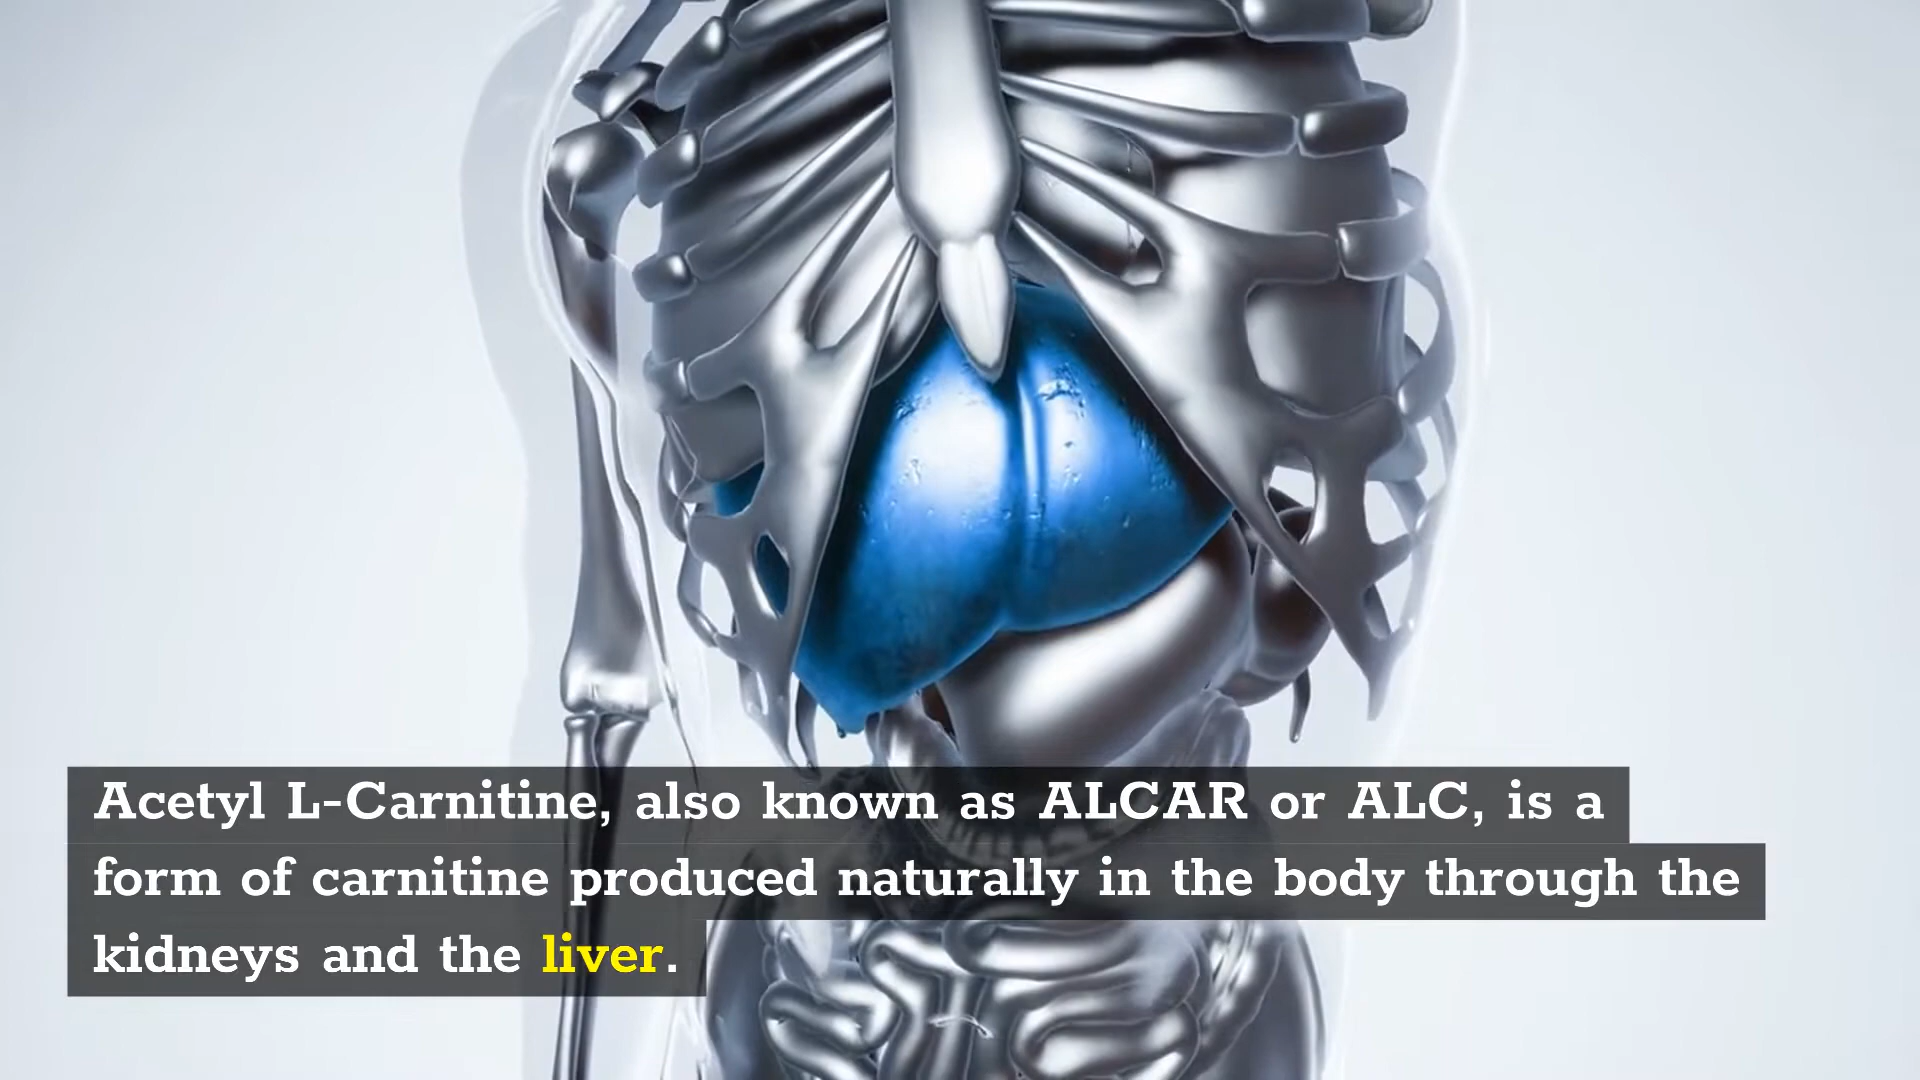 Acetyl L-Carnitine, also known as ALCAR or ALC, is a
form of carnitine produced naturally in the body through the
kidneys and the liver.